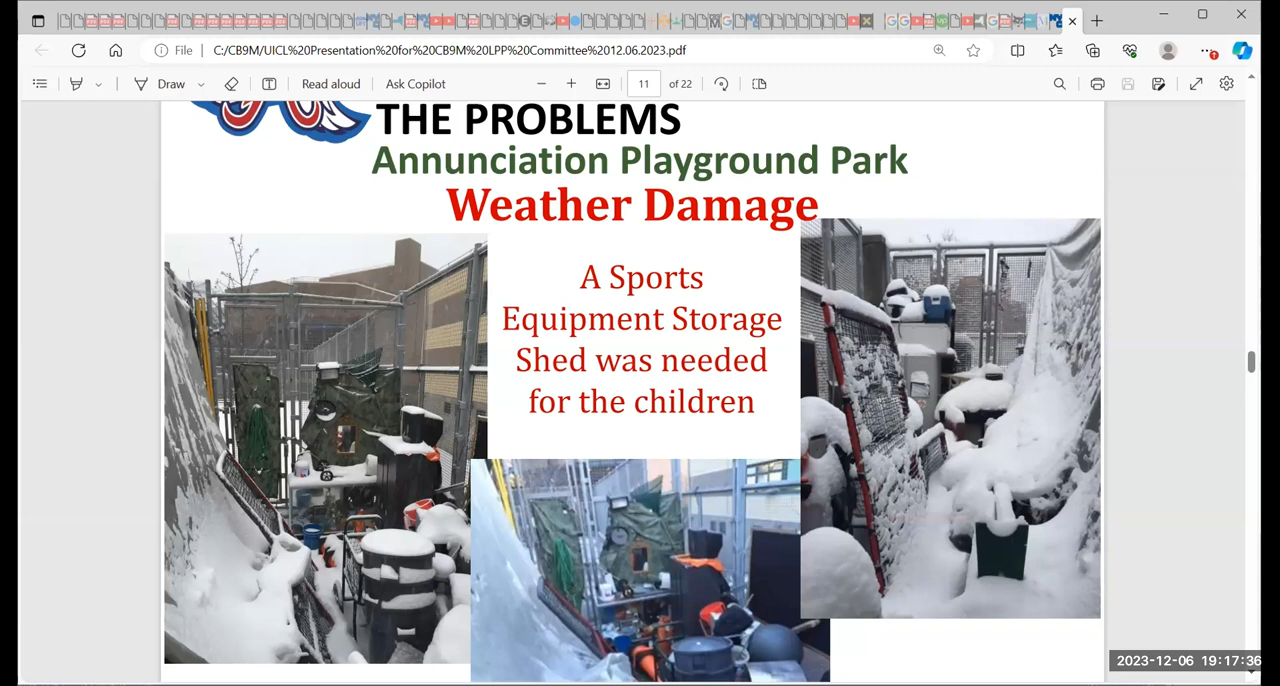 File
C:/CB9M/UICL%20Presentation%20for%20CB9M%20LPP%20Committee%2012.06.2023.pdf
Draw
Read aloud
Ask Copilot
11
of 22
THE PROBLEMS
Annunciation Playground Park
Weather Damage
A Sports
Equipment Storage
Shed was needed
for the children
2023-12-06 19:17:36